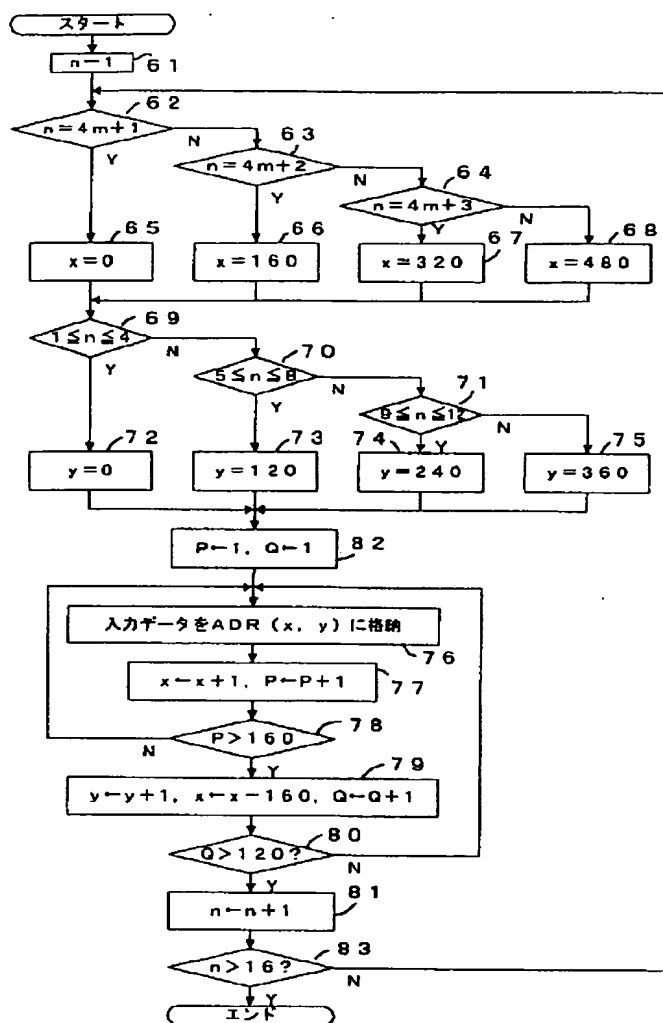 スタート
n←1
61
62
n=4m+1
N
Y
63
n=4m+2
N
Y
64
n=4m+3
N
Y
65
x=0
66
x=160
67
x=320
68
x=480
69
1≦n≦4
N
Y
70
5≦n≦8
N
Y
71
9≦n≦12
N
Y
72
y=0
73
y=120
74
y=240
75
y=360
P←1, Q←1
82
入力データをADR(x, y)に格納
76
x←x+1, P←P+1
77
P>160
78
N
Y
79
y←y+1, x←x-160, Q←Q+1
80
Q>120?
N
Y
n←n+1
81
n>16?
83
N
Y
エンド